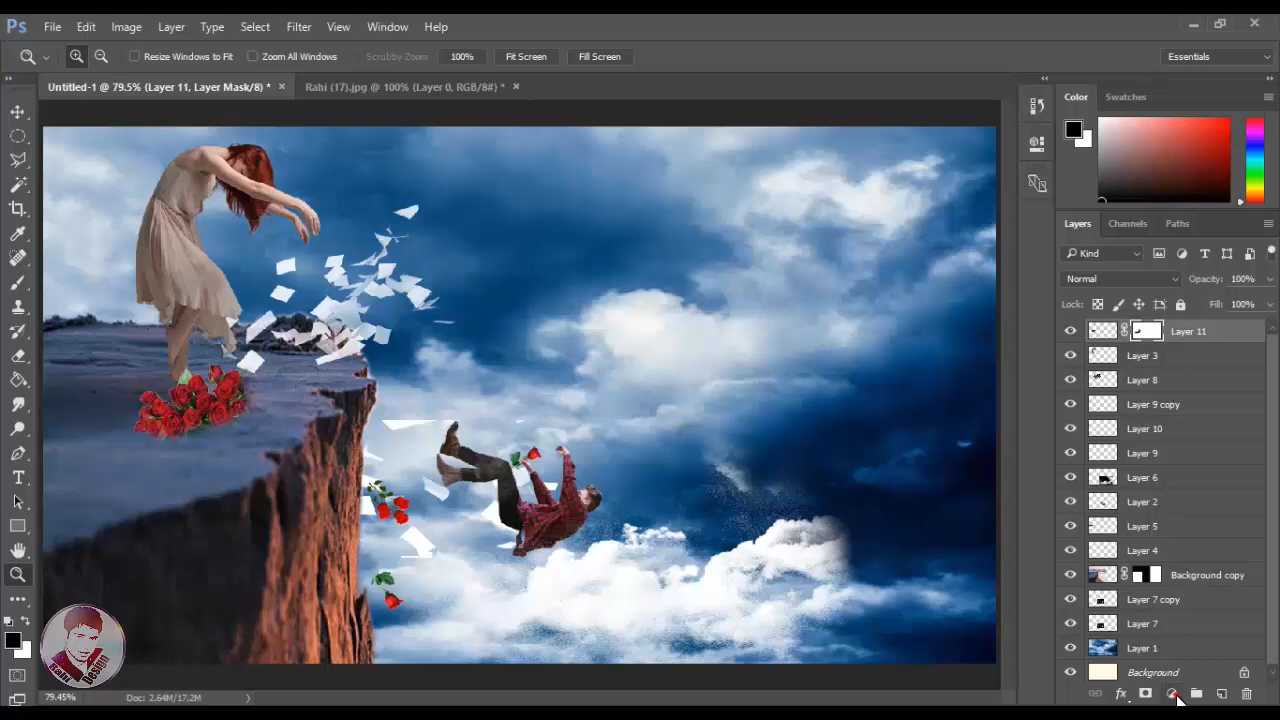 Ps File Edit Image Layer Type Select Filter View Window Help
Resize Windows to Fit Zoom All Windows Scrubby Zoom 100% Fit Screen Fill Screen Essentials
Untitled-1 @ 79.5% (Layer 11, Layer Mask/8) * × Rahi (17).jpg @ 100% (Layer 0, RGB/8#) * ×
Color Swatches
Layers Channels Paths
Kind
Normal Opacity: 100%
Lock: Fill: 100%
Layer 11
Layer 3
Layer 8
Layer 9 copy
Layer 10
Layer 9
Layer 6
Layer 2
Layer 5
Layer 4
Background copy
Layer 7 copy
Layer 7
Layer 1
Background
fx
79.45% Doc: 2.64M/17.2M